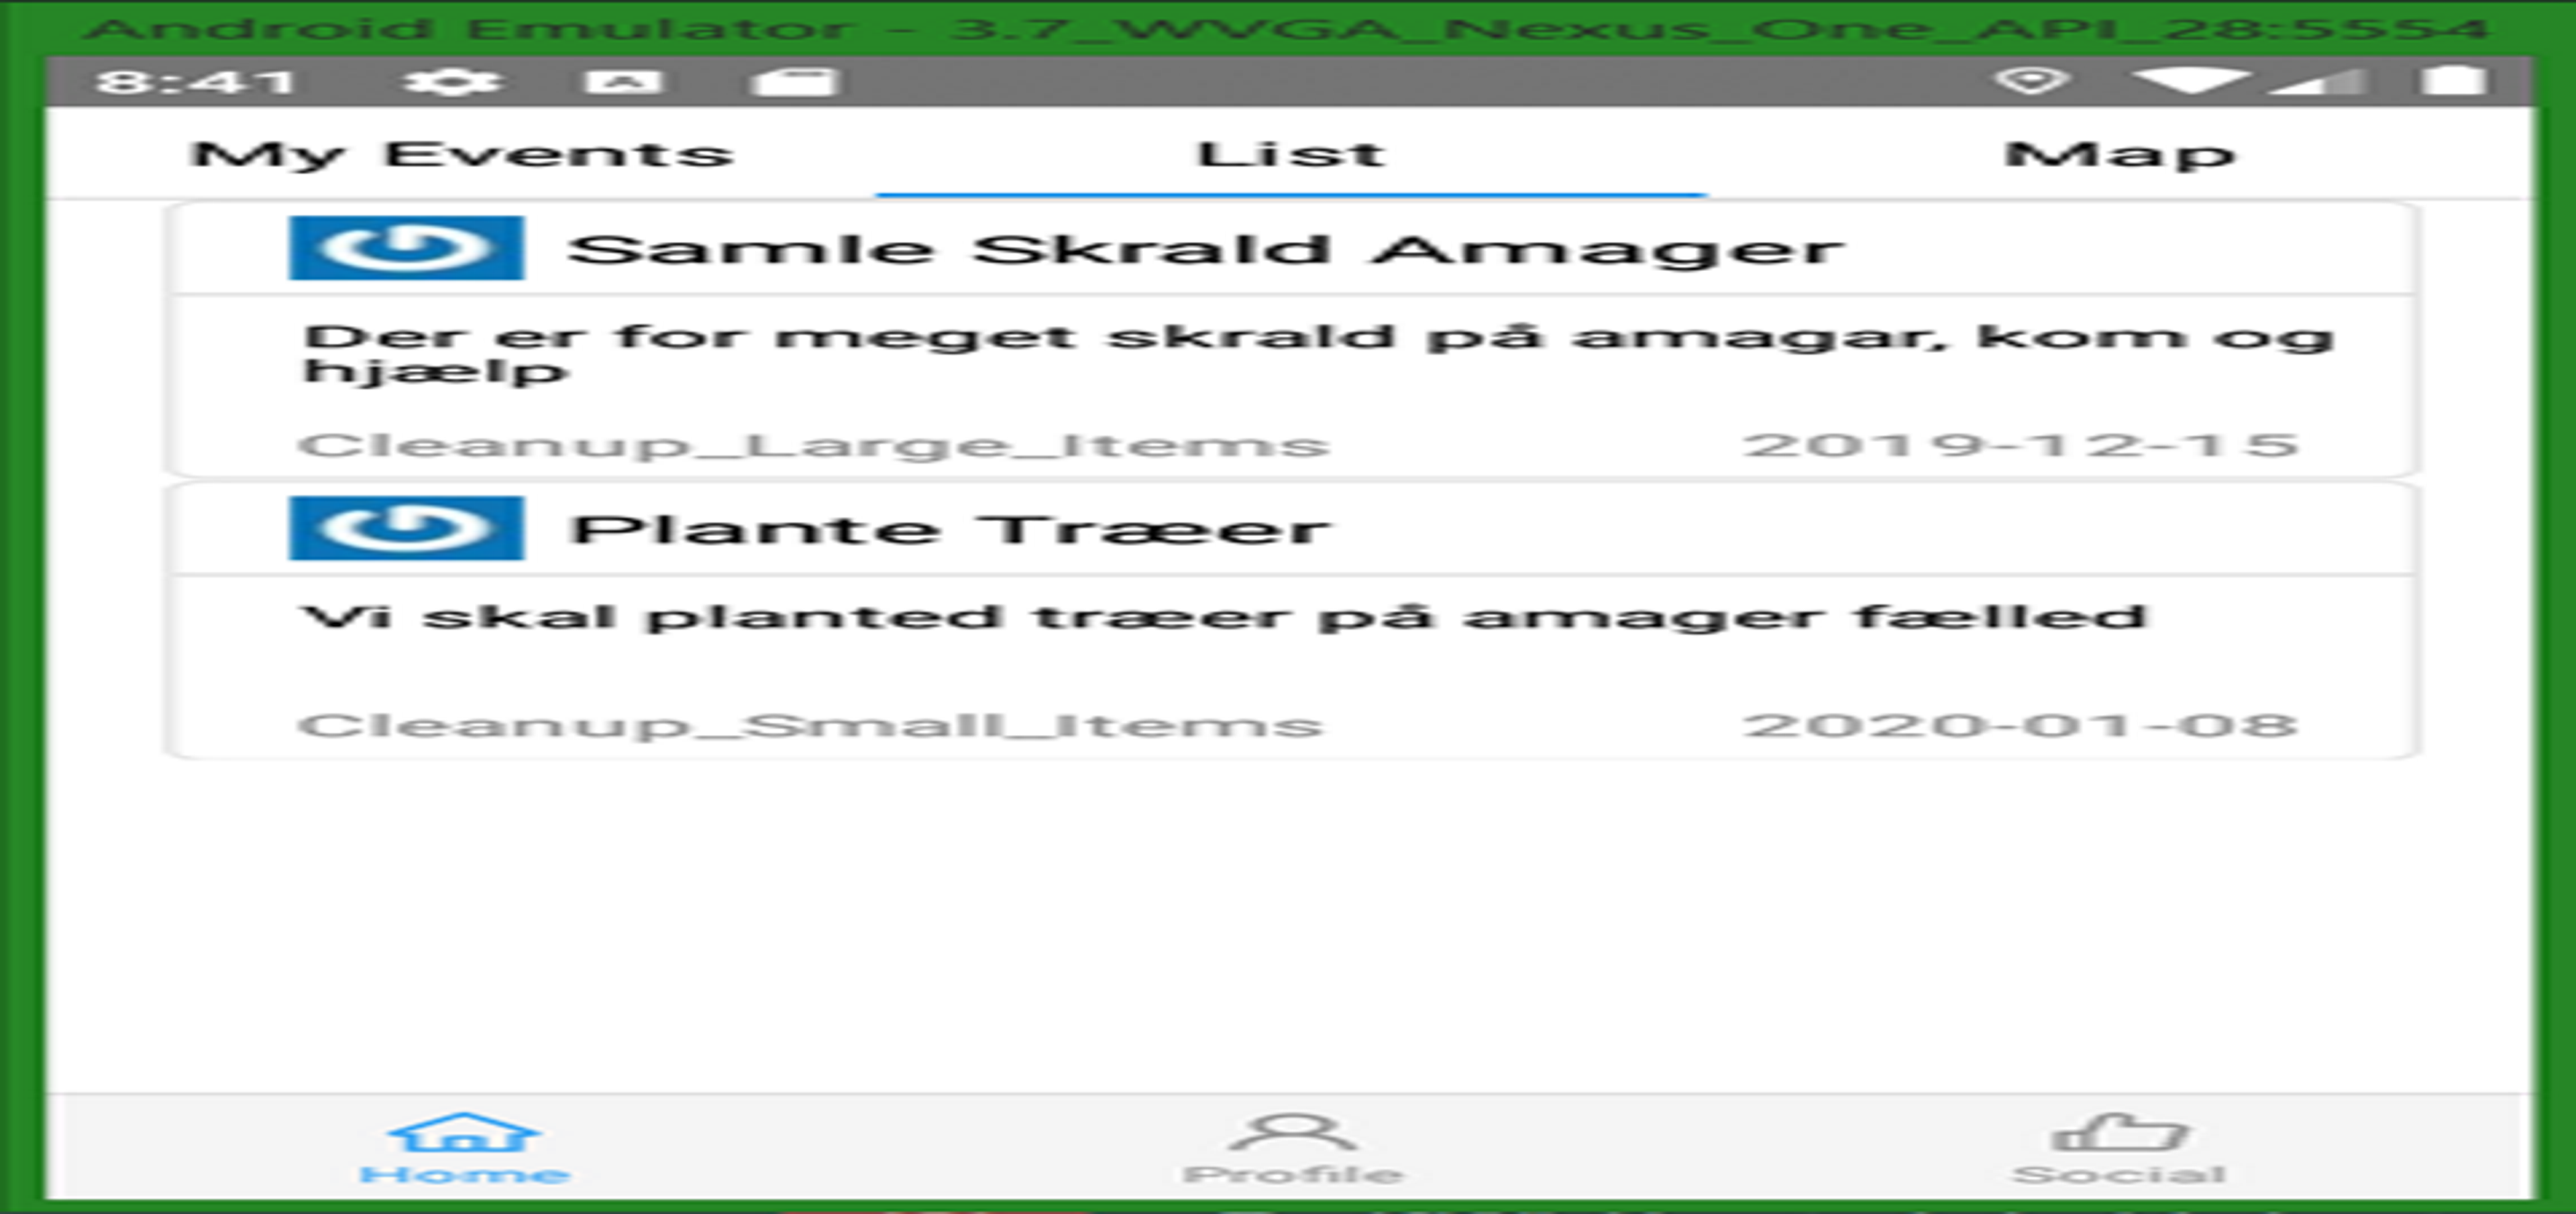 Android Emulator - 3.7_WVGA_Nexus_One_API_28:5554
8:41
My Events List Map
Samle Skrald Amager
Der er for meget skrald på amagar, kom og
hjælp
Cleanup_Large_Items 2019-12-15
Plante Træer
Vi skal planted træer på amager fælled
Cleanup_Small_Items 2020-01-08
Home Profile Social